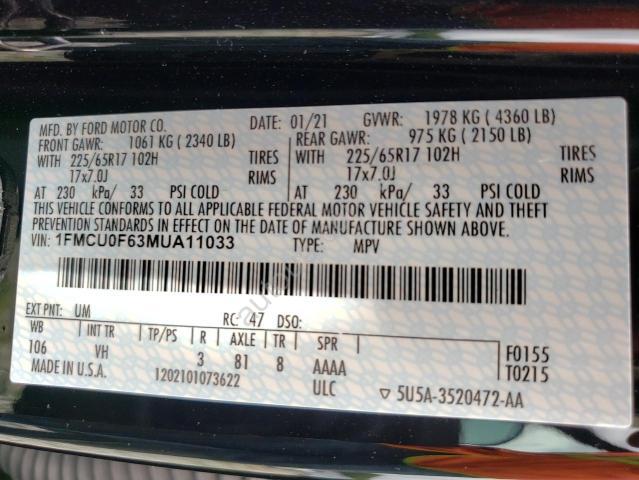 MFD. BY FORD MOTOR CO. DATE: 01/21 GVWR: 1978 KG ( 4360 LB)
FRONT GAWR: 1061 KG ( 2340 LB) REAR GAWR: 975 KG ( 2150 LB)
WITH 225/65R17 102H TIRES WITH 225/65R17 102H TIRES
17x7.0J RIMS 17x7.0J RIMS
AT 230 kPa/ 33 PSI COLD AT 230 kPa/ 33 PSI COLD
THIS VEHICLE CONFORMS TO ALL APPLICABLE FEDERAL MOTOR VEHICLE SAFETY AND THEFT
PREVENTION STANDARDS IN EFFECT ON THE DATE OF MANUFACTURE SHOWN ABOVE.
VIN: 1FMCU0F63MUA11033 TYPE: MPV
EXT PNT: UM RC: 47 DSO:
WB INT TR TP/PS R AXLE TR SPR
106 VH 3 81 8 AAAA F0155
ULC T0215
MADE IN U.S.A. 1202101073622 5U5A-3520472-AA